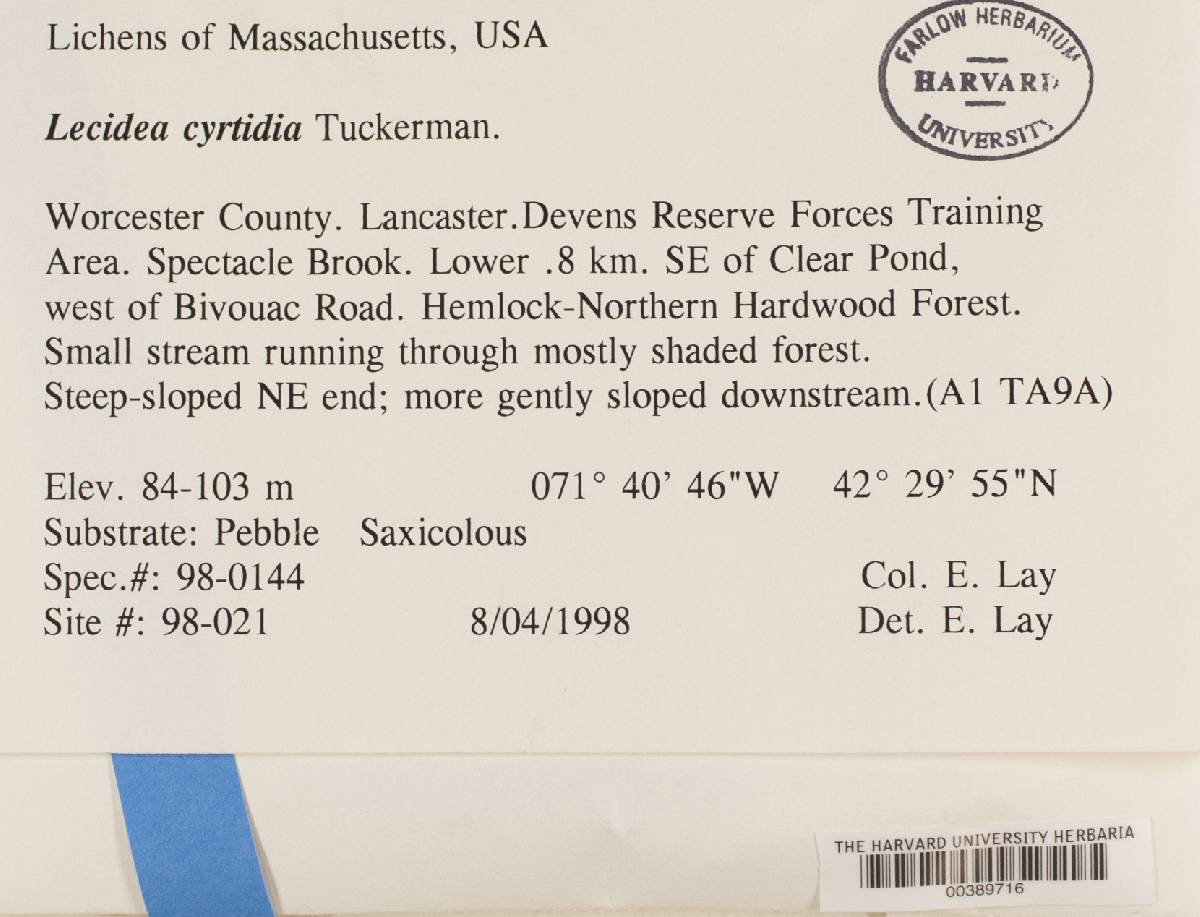 Lichens of Massachusetts, USA
FARLOW HERBARIUM
HARVARD
UNIVERSITY
Lecidea cyrtidia Tuckerman.
Worcester County. Lancaster.Devens Reserve Forces Training
Area. Spectacle Brook. Lower .8 km. SE of Clear Pond,
west of Bivouac Road. Hemlock-Northern Hardwood Forest.
Small stream running through mostly shaded forest.
Steep-sloped NE end; more gently sloped downstream.(A1 TA9A)
Elev. 84-103 m 071° 40' 46"W 42° 29' 55"N
Substrate: Pebble Saxicolous
Spec.#: 98-0144 Col. E. Lay
Site #: 98-021 8/04/1998 Det. E. Lay
THE HARVARD UNIVERSITY HERBARIA
00389716